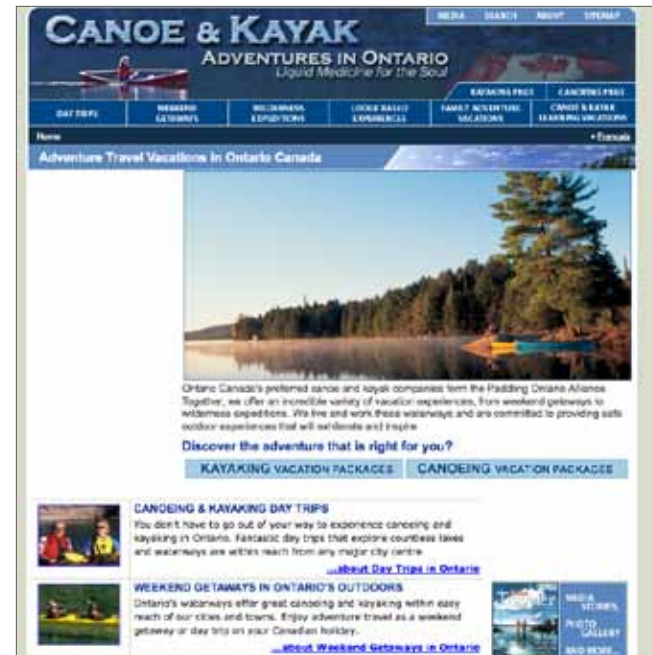 MEDIA SEARCH ABOUT SITEMAP
CANOE & KAYAK
ADVENTURES IN ONTARIO
Liquid Medicine for the Soul
KAYAKING PAGE CANOEING PAGE
DAY TRIPS
WEEKEND GETAWAYS
WILDERNESS EXPEDITIONS
LODGE BASED EXPERIENCES
FAMILY ADVENTURE VACATIONS
CANOE & KAYAK LEARNING VACATIONS
Home
• Français
Adventure Travel Vacations in Ontario Canada
Ontario Canada's preferred canoe and kayak companies form the Paddling Ontario Alliance
Together, we offer an incredible variety of vacation experiences, from weekend getaways to
wilderness expeditions. We live and work these waterways and are committed to providing safe
outdoor experiences that will exhilarate and inspire
Discover the adventure that is right for you?
KAYAKING VACATION PACKAGES CANOEING VACATION PACKAGES
CANOEING & KAYAKING DAY TRIPS
You don't have to go out of your way to experience canoeing and
kayaking in Ontario. Fantastic day trips that explore countless lakes
and waterways are within reach from any major city centre
...about Day Trips in Ontario
WEEKEND GETAWAYS IN ONTARIO'S OUTDOORS
Ontario's waterways offer great canoeing and kayaking within easy
reach of our cities and towns. Enjoy adventure travel as a weekend
getaway or day trip on your Canadian holiday.
...about Weekend Getaways in Ontario
MEDIA
STORIES,
PHOTO
GALLERY
AND MORE...